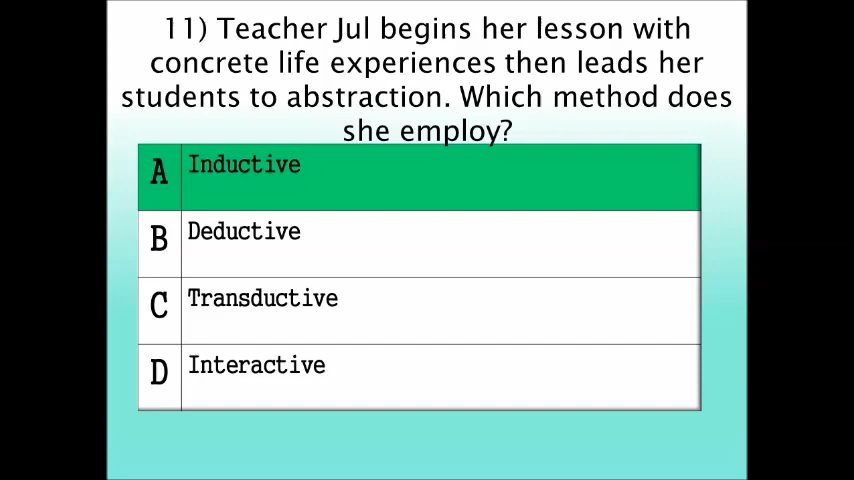 11) Teacher Jul begins her lesson with
concrete life experiences then leads her
students to abstraction. Which method does
she employ?
A Inductive
B Deductive
C Transductive
D Interactive